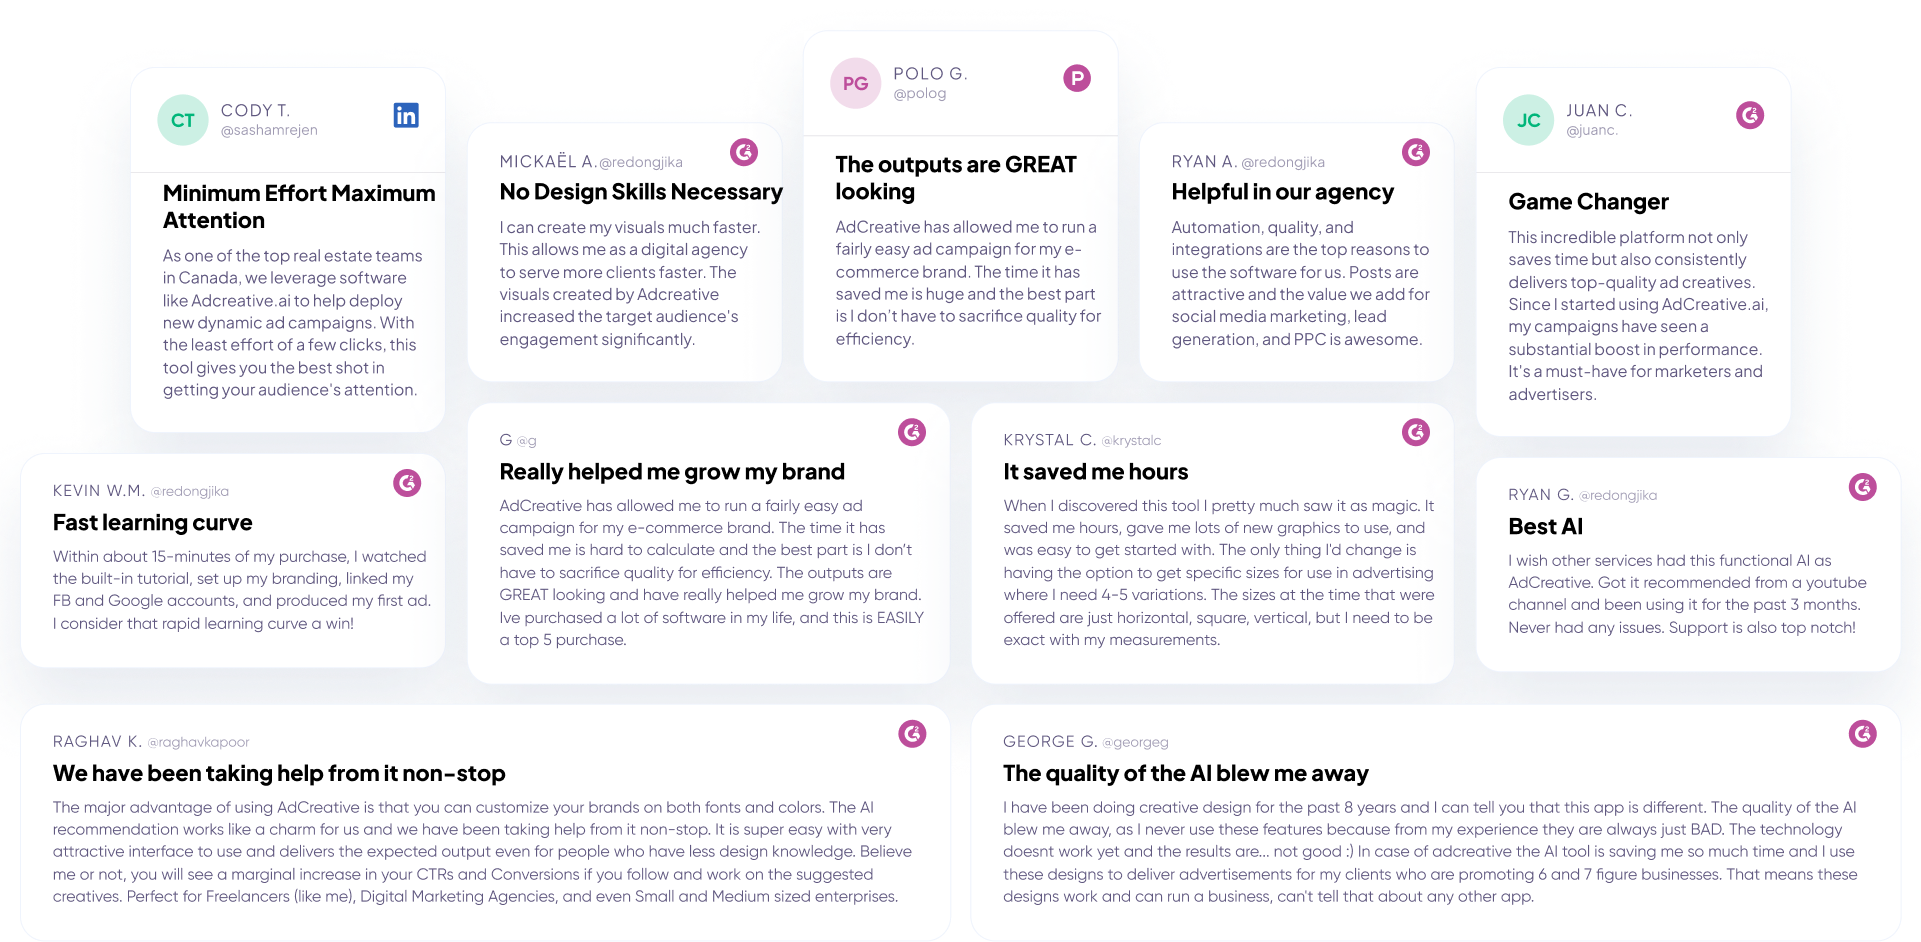 CT
CODY T.
@sashamrejen
in
Minimum Effort Maximum
Attention
As one of the top real estate teams
in Canada, we leverage software
like Adcreative.ai to help deploy
new dynamic ad campaigns. With
the least effort of a few clicks, this
tool gives you the best shot in
getting your audience's attention.
MICKAËL A. @redongjika
G2
No Design Skills Necessary
I can create my visuals much faster.
This allows me as a digital agency
to serve more clients faster. The
visuals created by Adcreative
increased the target audience's
engagement significantly.
PG
POLO G.
@polog
P
The outputs are GREAT
looking
AdCreative has allowed me to run a
fairly easy ad campaign for my e-
commerce brand. The time it has
saved me is huge and the best part
is I don't have to sacrifice quality for
efficiency.
RYAN A. @redongjika
G2
Helpful in our agency
Automation, quality, and
integrations are the top reasons to
use the software for us. Posts are
attractive and the value we add for
social media marketing, lead
generation, and PPC is awesome.
JC
JUAN C.
@juanc.
G2
Game Changer
This incredible platform not only
saves time but also consistently
delivers top-quality ad creatives.
Since I started using AdCreative.ai,
my campaigns have seen a
substantial boost in performance.
It's a must-have for marketers and
advertisers.
KEVIN W.M. @redongjika
G2
Fast learning curve
Within about 15-minutes of my purchase, I watched
the built-in tutorial, set up my branding, linked my
FB and Google accounts, and produced my first ad.
I consider that rapid learning curve a win!
G @g
G2
Really helped me grow my brand
AdCreative has allowed me to run a fairly easy ad
campaign for my e-commerce brand. The time it has
saved me is hard to calculate and the best part is I don't
have to sacrifice quality for efficiency. The outputs are
GREAT looking and have really helped me grow my brand.
Ive purchased a lot of software in my life, and this is EASILY
a top 5 purchase.
KRYSTAL C. @krystalc
G2
It saved me hours
When I discovered this tool I pretty much saw it as magic. It
saved me hours, gave me lots of new graphics to use, and
was easy to get started with. The only thing I'd change is
having the option to get specific sizes for use in advertising
where I need 4-5 variations. The sizes at the time that were
offered are just horizontal, square, vertical, but I need to be
exact with my measurements.
RYAN G. @redongjika
G2
Best AI
I wish other services had this functional AI as
AdCreative. Got it recommended from a youtube
channel and been using it for the past 3 months.
Never had any issues. Support is also top notch!
RAGHAV K. @raghavkapoor
G2
We have been taking help from it non-stop
The major advantage of using AdCreative is that you can customize your brands on both fonts and colors. The AI
recommendation works like a charm for us and we have been taking help from it non-stop. It is super easy with very
attractive interface to use and delivers the expected output even for people who have less design knowledge. Believe
me or not, you will see a marginal increase in your CTRs and Conversions if you follow and work on the suggested
creatives. Perfect for Freelancers (like me), Digital Marketing Agencies, and even Small and Medium sized enterprises.
GEORGE G. @georgeg
G2
The quality of the AI blew me away
I have been doing creative design for the past 8 years and I can tell you that this app is different. The quality of the AI
blew me away, as I never use these features because from my experience they are always just BAD. The technology
doesnt work yet and the results are... not good :) In case of adcreative the AI tool is saving me so much time and I use
these designs to deliver advertisements for my clients who are promoting 6 and 7 figure businesses. That means these
designs work and can run a business, can't tell that about any other app.